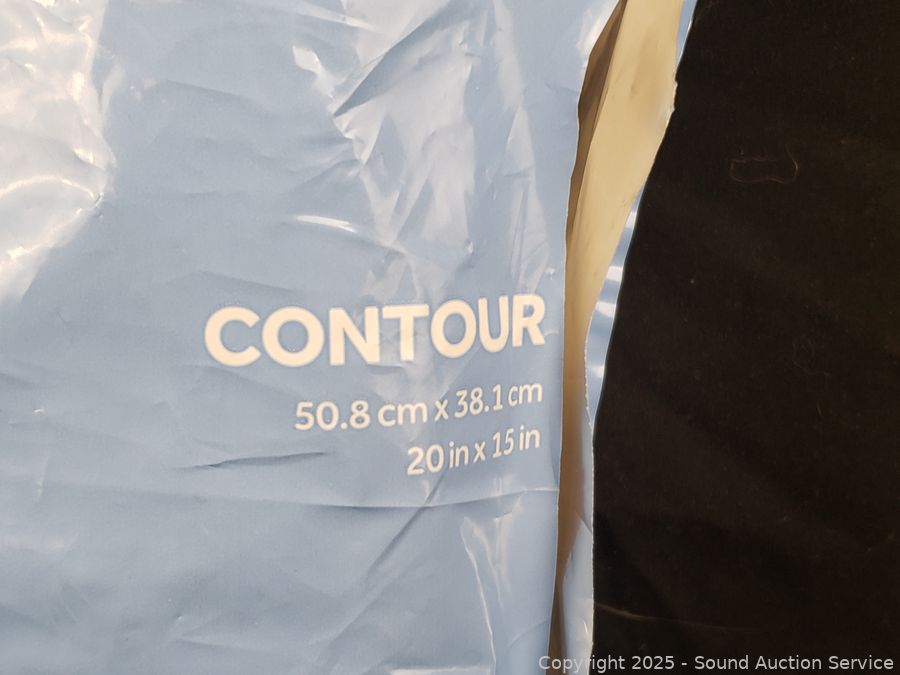 CONTOUR
50.8 cm x 38.1 cm
20 in x 15 in
Copyright 2025 - Sound Auction Service